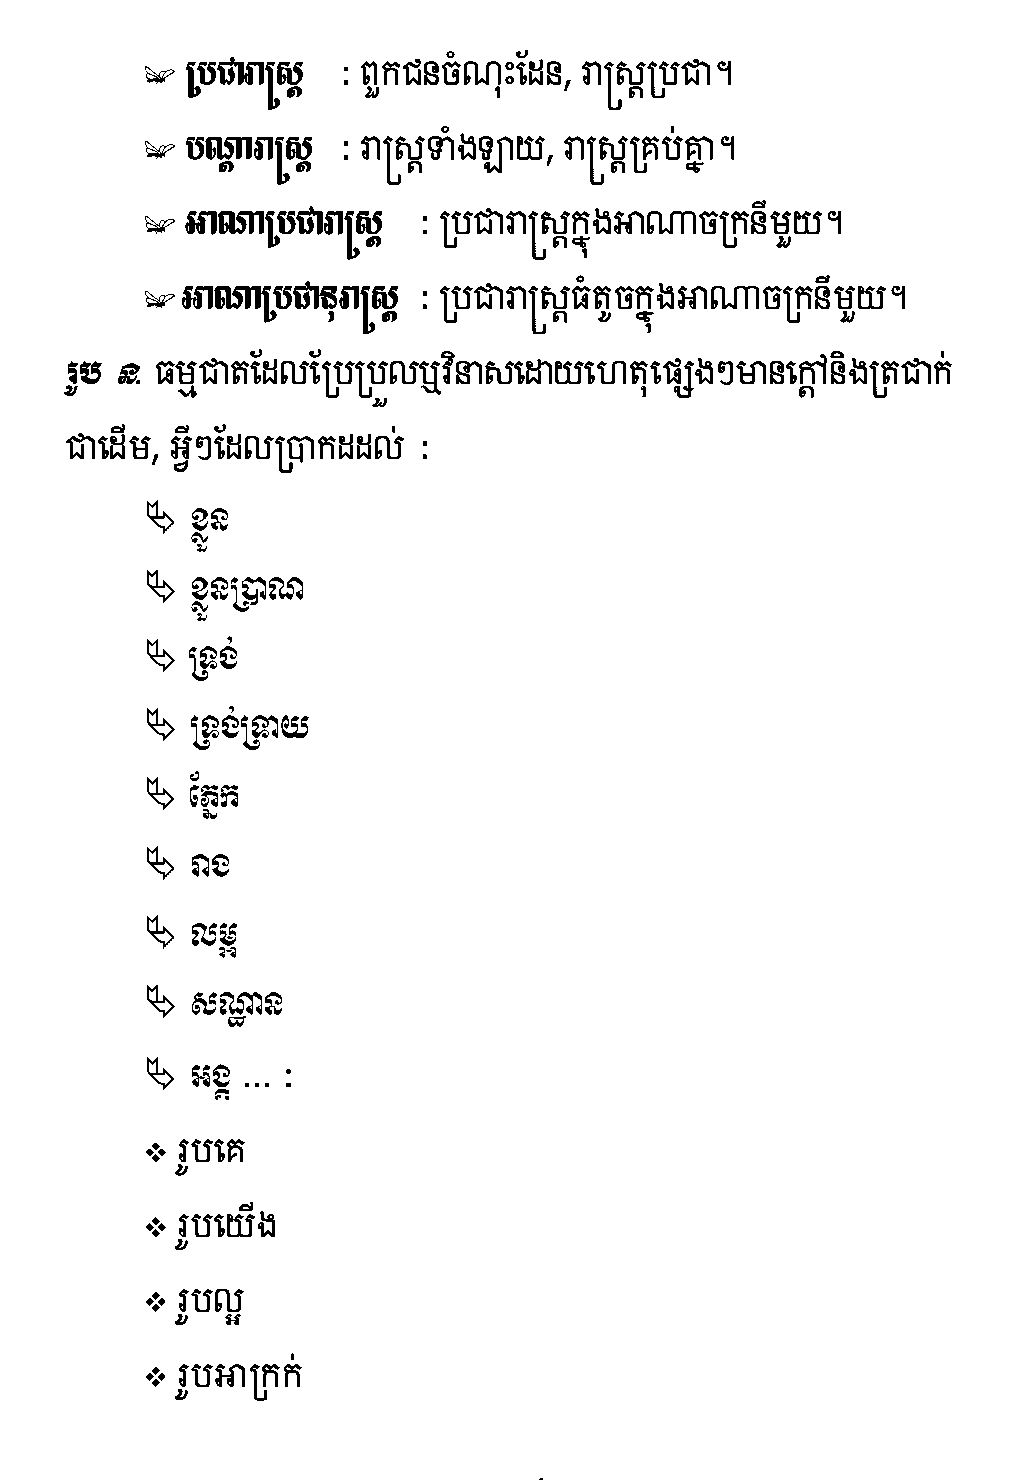 ប្រជារាស្ត្រ : ពួកជនចំណុះដែន, រាស្ត្រប្រជា។
បណ្ដារាស្ត្រ : រាស្ត្រទាំងឡាយ, រាស្ត្រគ្រប់គ្នា។
អាណាប្រជារាស្ត្រ : ប្រជារាស្ត្រក្នុងអាណាចក្រនីមួយ។
អាណាប្រជានុរាស្ត្រ : ប្រជារាស្ត្រធំតូចក្នុងអាណាចក្រនីមួយ។
រូប ន. ធម្មជាតដែលប្រែប្រួលឬវិនាសដោយហេតុផ្សេងៗមានក្ដៅនិងត្រជាក់
ជាដើម, អ្វីៗដែលប្រាកដដល់ :
ខ្លួន
ខ្លួនប្រាណ
ទ្រង់
ទ្រង់ទ្រាយ
ភ្នែក
រាង
លម្អ
សណ្ឋាន
អង្គ ... :
❖ រូបគេ
❖ រូបយើង
❖ រូបល្អ
❖ រូបអាក្រក់